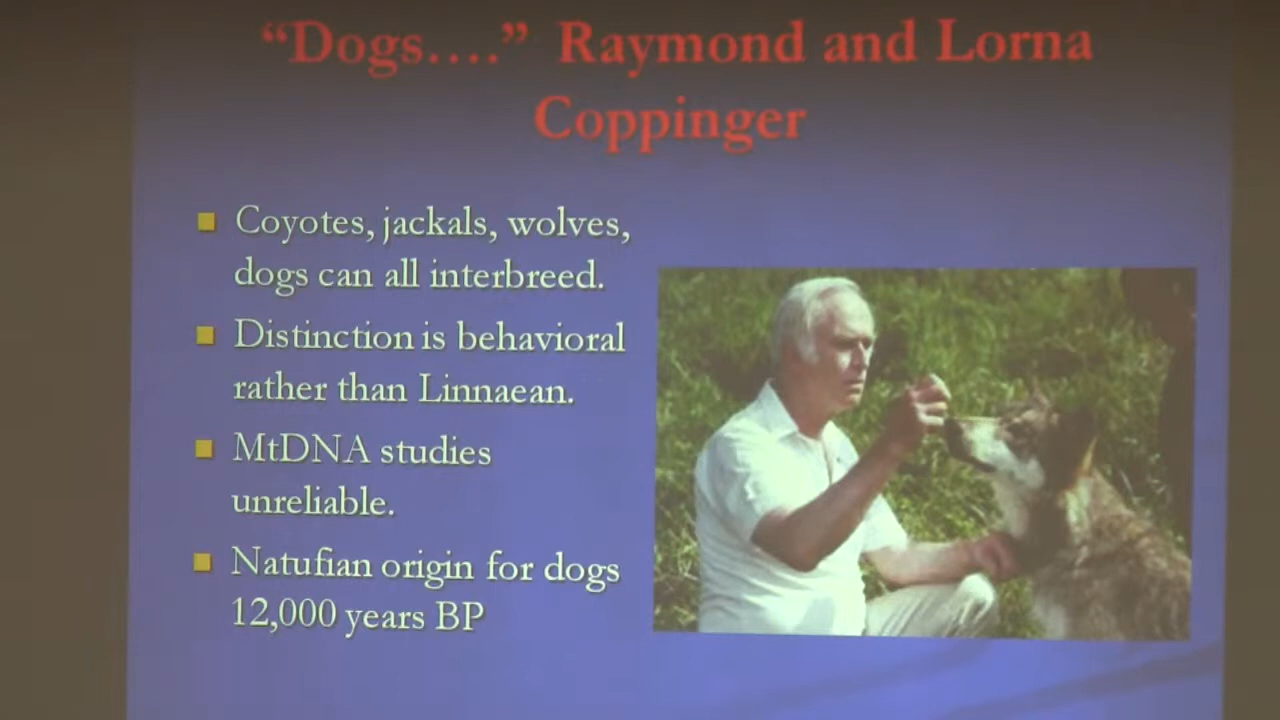 “Dogs….” Raymond and Lorna
Coppinger
Coyotes, jackals, wolves,
dogs can all interbreed.
Distinction is behavioral
rather than Linnaean.
MtDNA studies
unreliable.
Natufian origin for dogs
12,000 years BP